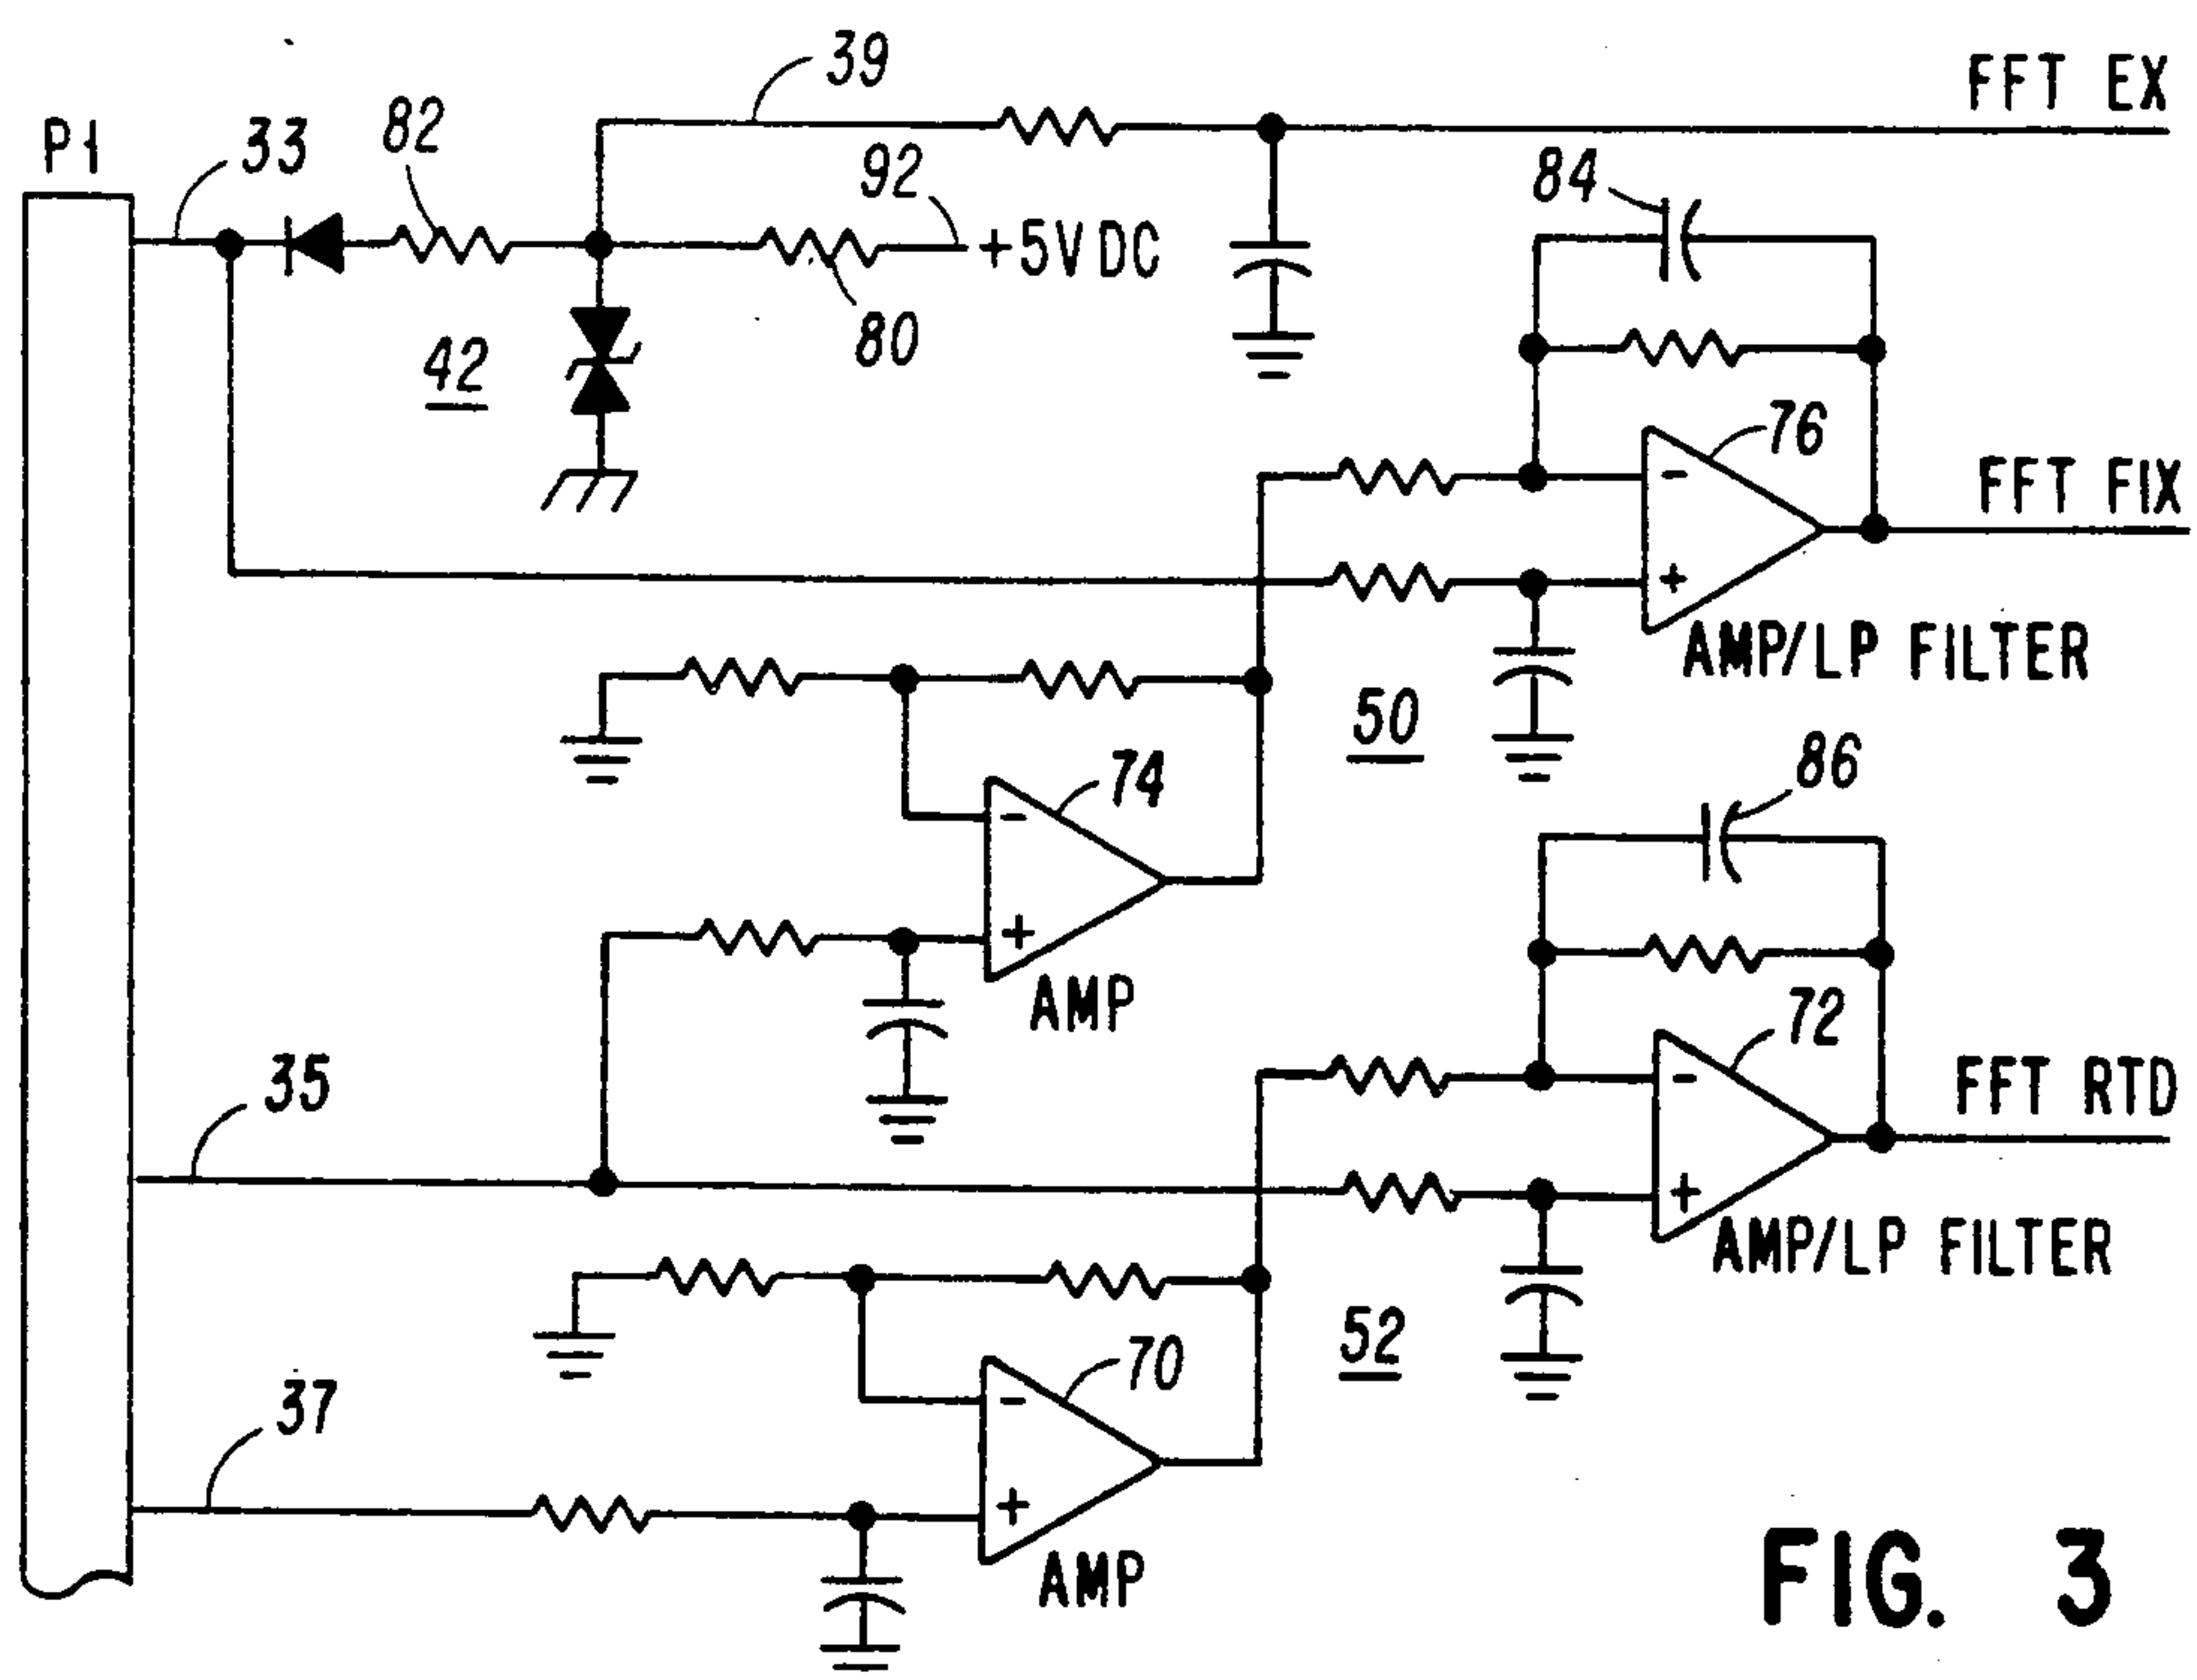 39
FFT EX
P1
33
82
92
84
+5VDC
80
42
76
FFT FIX
-
+
AMP/LP FILTER
50
74
86
-
+
AMP
72
35
FFT RTD
-
+
AMP/LP FILTER
52
70
37
-
+
AMP
FIG. 3